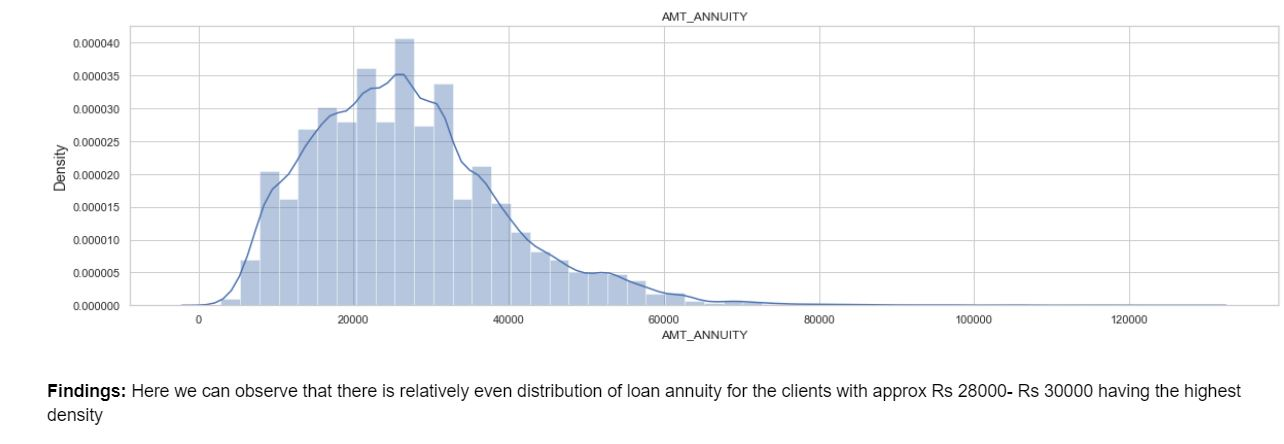 AMT_ANNUITY
0.000040
0.000035
0.000030
0.000025
0.000020
0.000015
0.000010
0.000005
0.000000
Density
0 20000 40000 60000 80000 100000 120000
AMT_ANNUITY
Findings: Here we can observe that there is relatively even distribution of loan annuity for the clients with approx Rs 28000- Rs 30000 having the highest
density